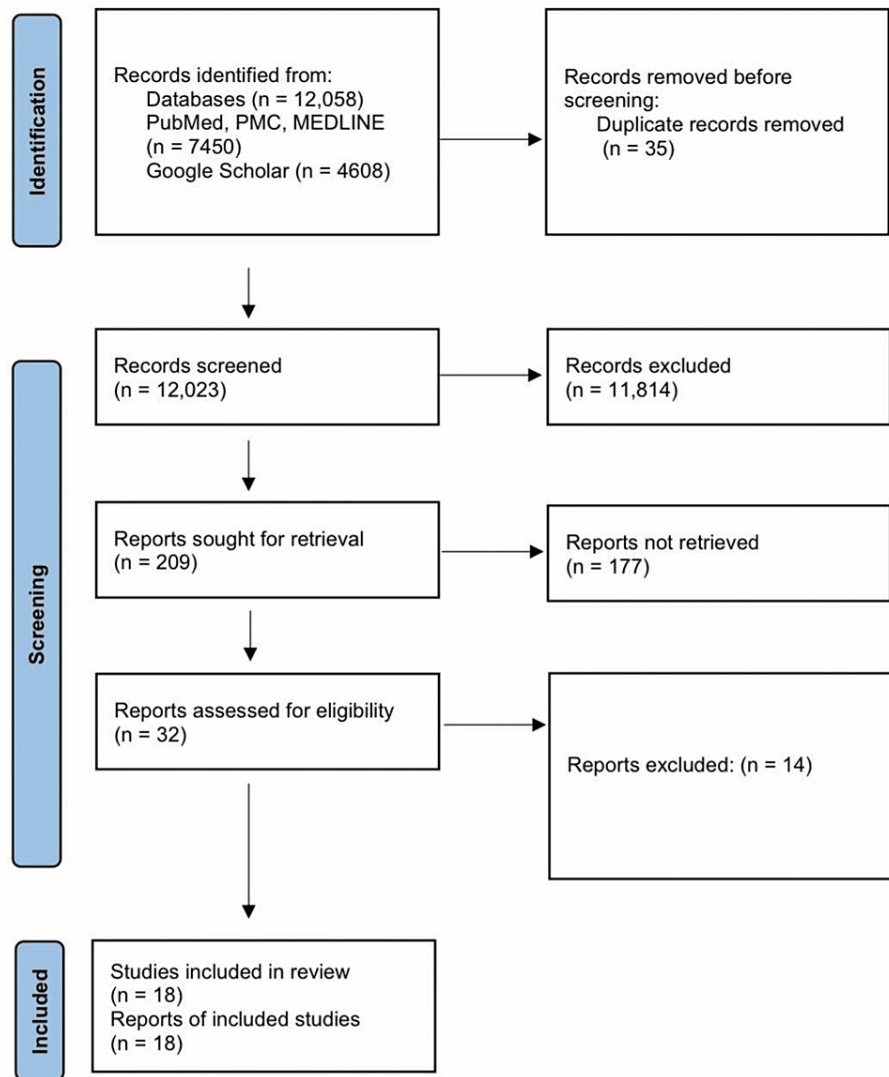 Identification
Records identified from:
Databases (n = 12,058)
PubMed, PMC, MEDLINE
(n = 7450)
Google Scholar (n = 4608)
Records removed before
screening:
Duplicate records removed
(n = 35)
Screening
Records screened
(n = 12,023)
Records excluded
(n = 11,814)
Reports sought for retrieval
(n = 209)
Reports not retrieved
(n = 177)
Reports assessed for eligibility
(n = 32)
Reports excluded: (n = 14)
Included
Studies included in review
(n = 18)
Reports of included studies
(n = 18)